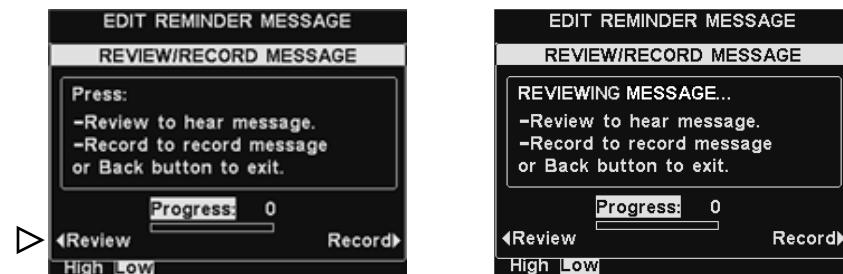 EDIT REMINDER MESSAGE
REVIEW/RECORD MESSAGE
Press:
-Review to hear message.
-Record to record message
or Back button to exit.
Progress: 0
Review Record
High Low
EDIT REMINDER MESSAGE
REVIEW/RECORD MESSAGE
REVIEWING MESSAGE...
-Review to hear message.
-Record to record message
or Back button to exit.
Progress: 0
Review Record
High Low